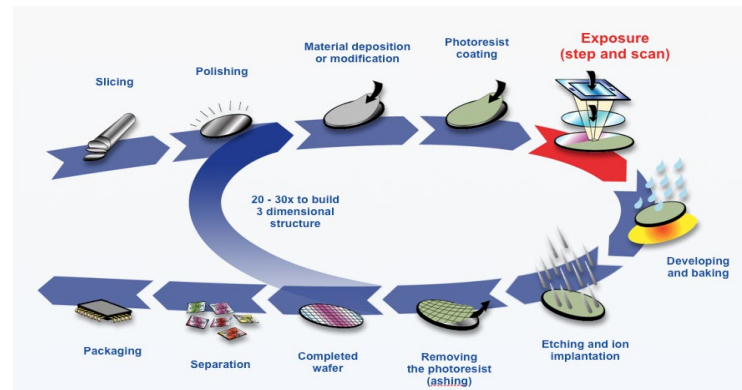 Slicing
Polishing
Material deposition
or modification
Photoresist
coating
Exposure
(step and scan)
20 - 30x to build
3 dimensional
structure
Developing
and baking
Etching and ion
implantation
Removing
the photoresist
(ashing)
Completed
wafer
Separation
Packaging